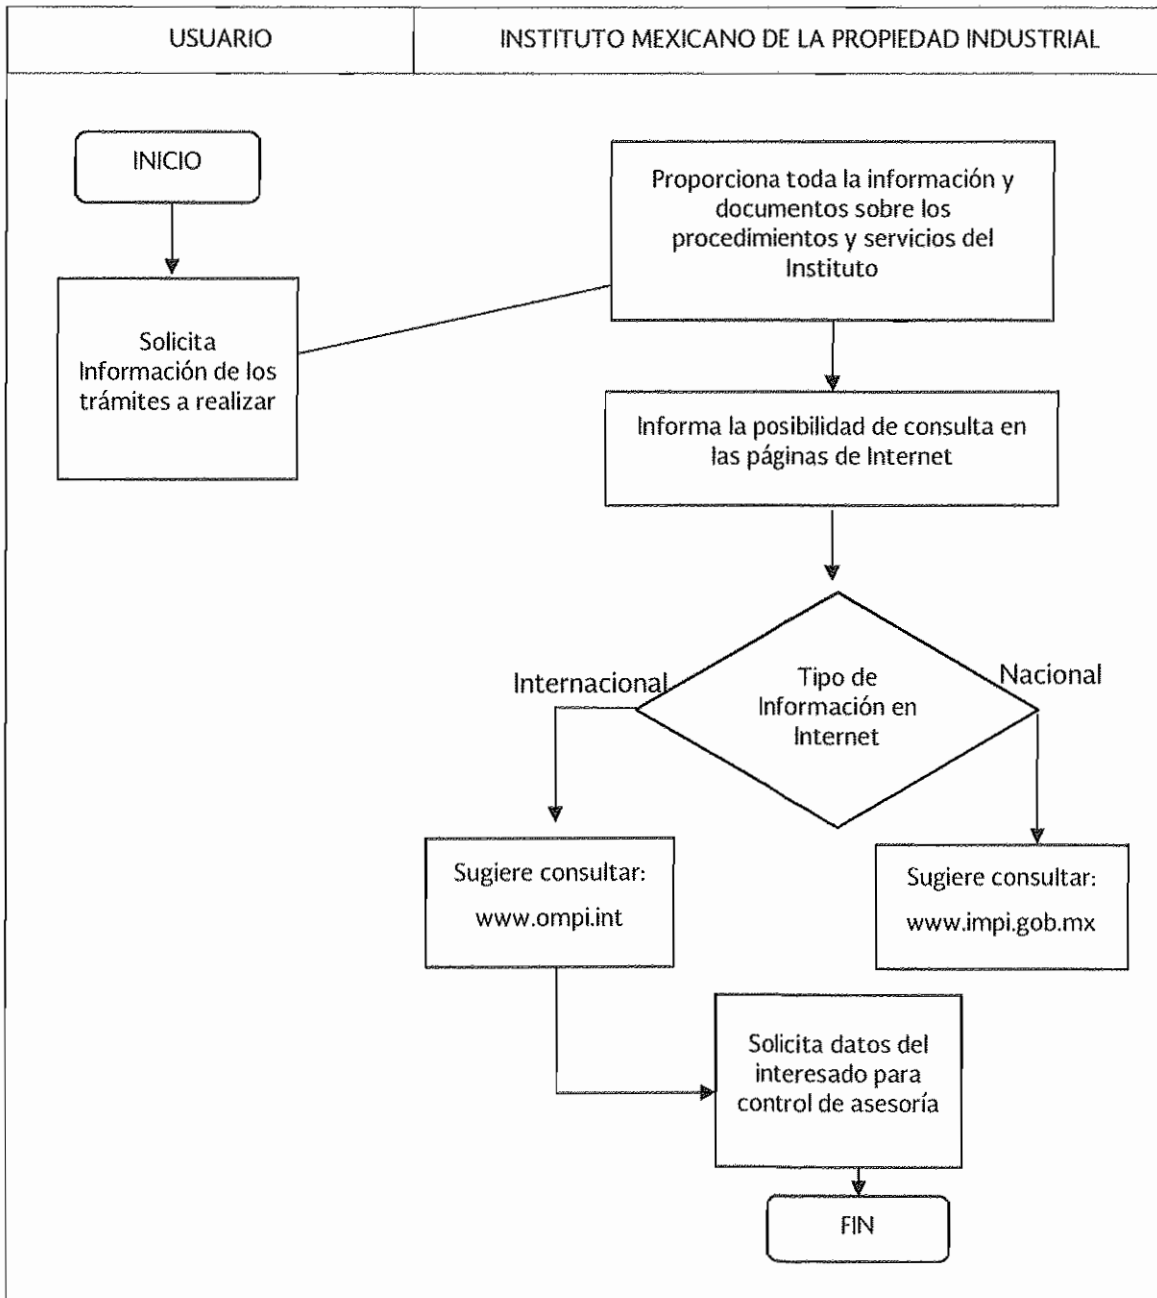 USUARIO
INSTITUTO MEXICANO DE LA PROPIEDAD INDUSTRIAL
INICIO
Solicita
Información de los
trámites a realizar
Proporciona toda la información y
documentos sobre los
procedimientos y servicios del
Instituto
Informa la posibilidad de consulta en
las páginas de Internet
Tipo de
Información en
Internet
Internacional
Nacional
Sugiere consultar:
www.ompi.int
Sugiere consultar:
www.impi.gob.mx
Solicita datos del
interesado para
control de asesoría
FIN